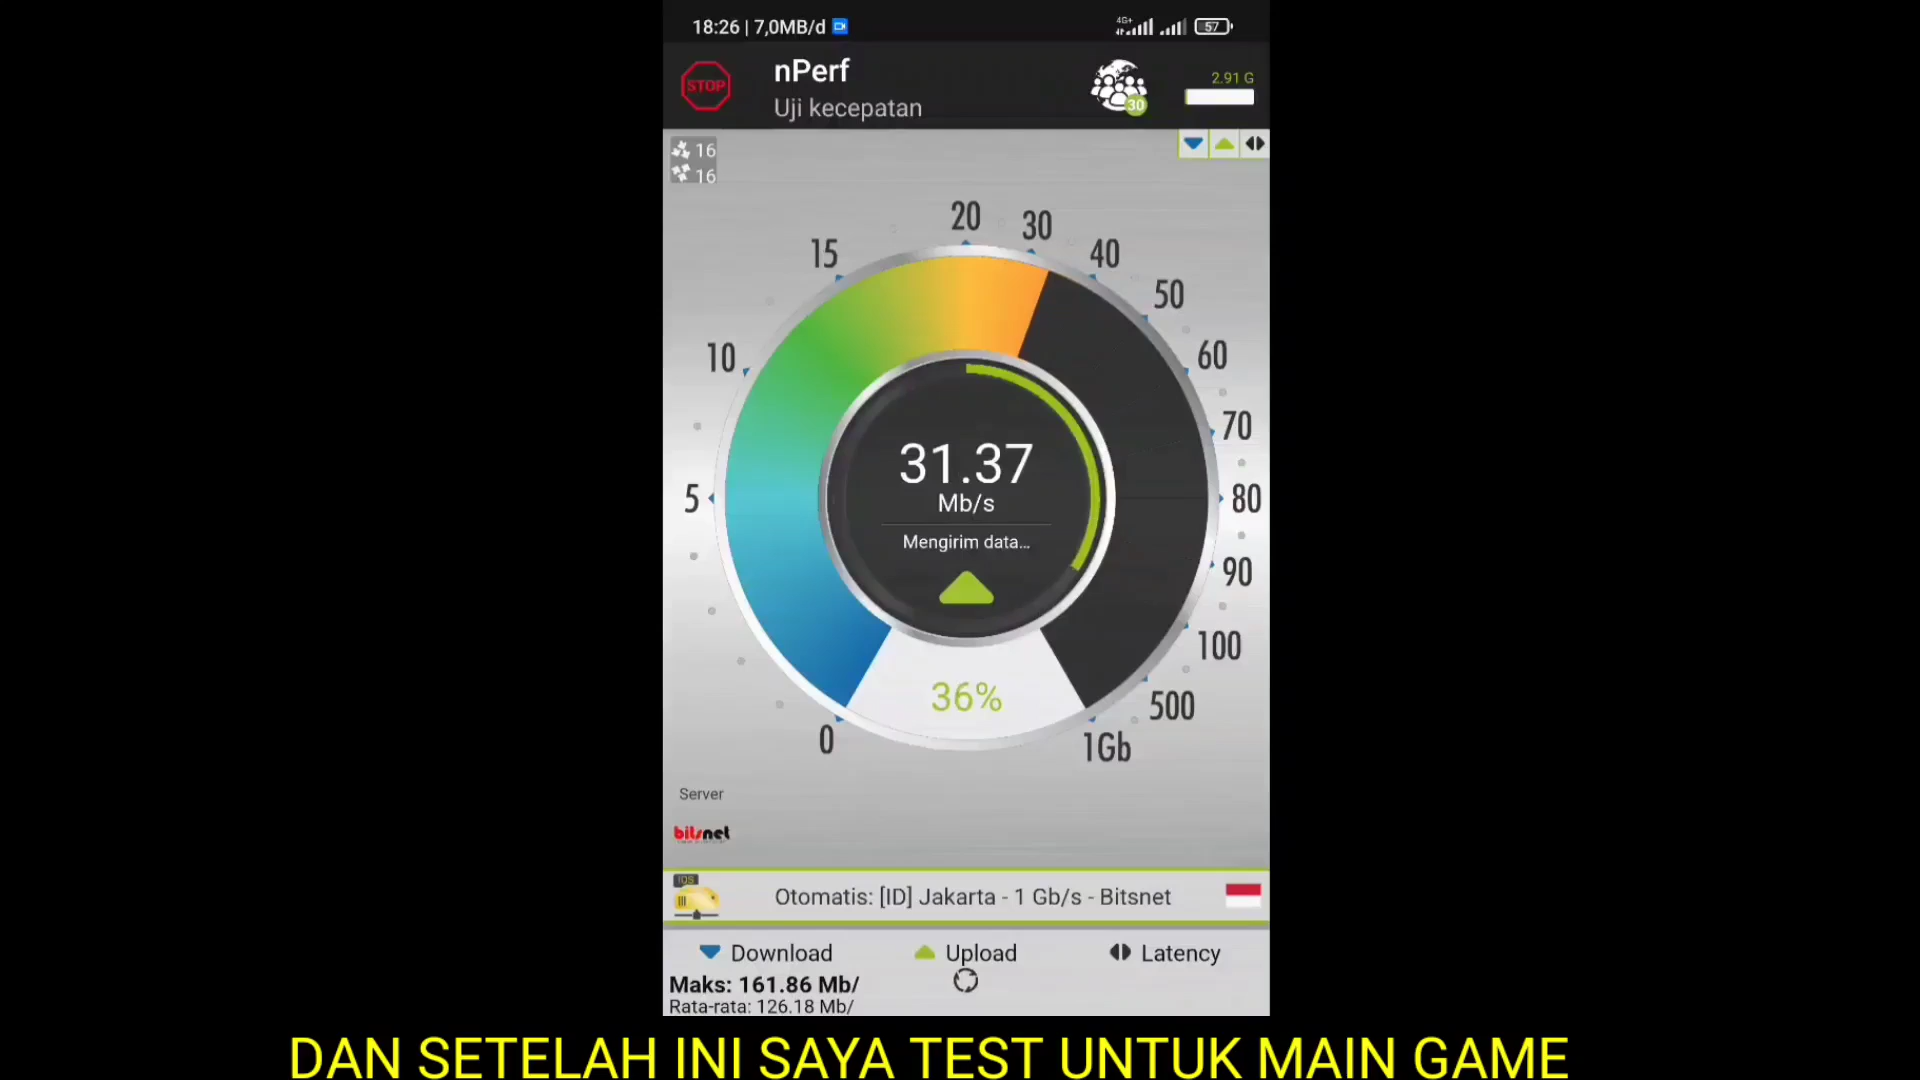 18:26 | 7,0MB/d
4G+
57
STOP
nPerf
Uji kecepatan
30
2.91 G
16
16
20
30
15
40
50
10
60
70
5
80
90
100
500
0
1Gb
31.37
Mb/s
Mengirim data...
36%
Server
bitsnet
Otomatis: [ID] Jakarta - 1 Gb/s - Bitsnet
Download
Upload
Latency
Maks: 161.86 Mb/
Rata-rata: 126.18 Mb/
DAN SETELAH INI SAYA TEST UNTUK MAIN GAME